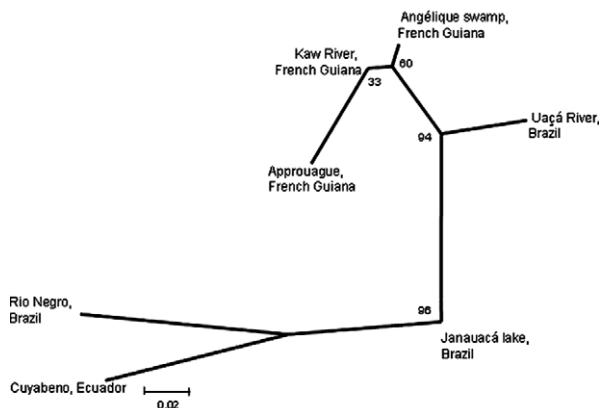 Angélique swamp,
French Guiana
Kaw River,
French Guiana
60
33
Uaçá River,
Brazil
94
Approuague,
French Guiana
Rio Negro,
Brazil
96
Janauacá lake,
Brazil
Cuyabeno, Ecuador
0.02